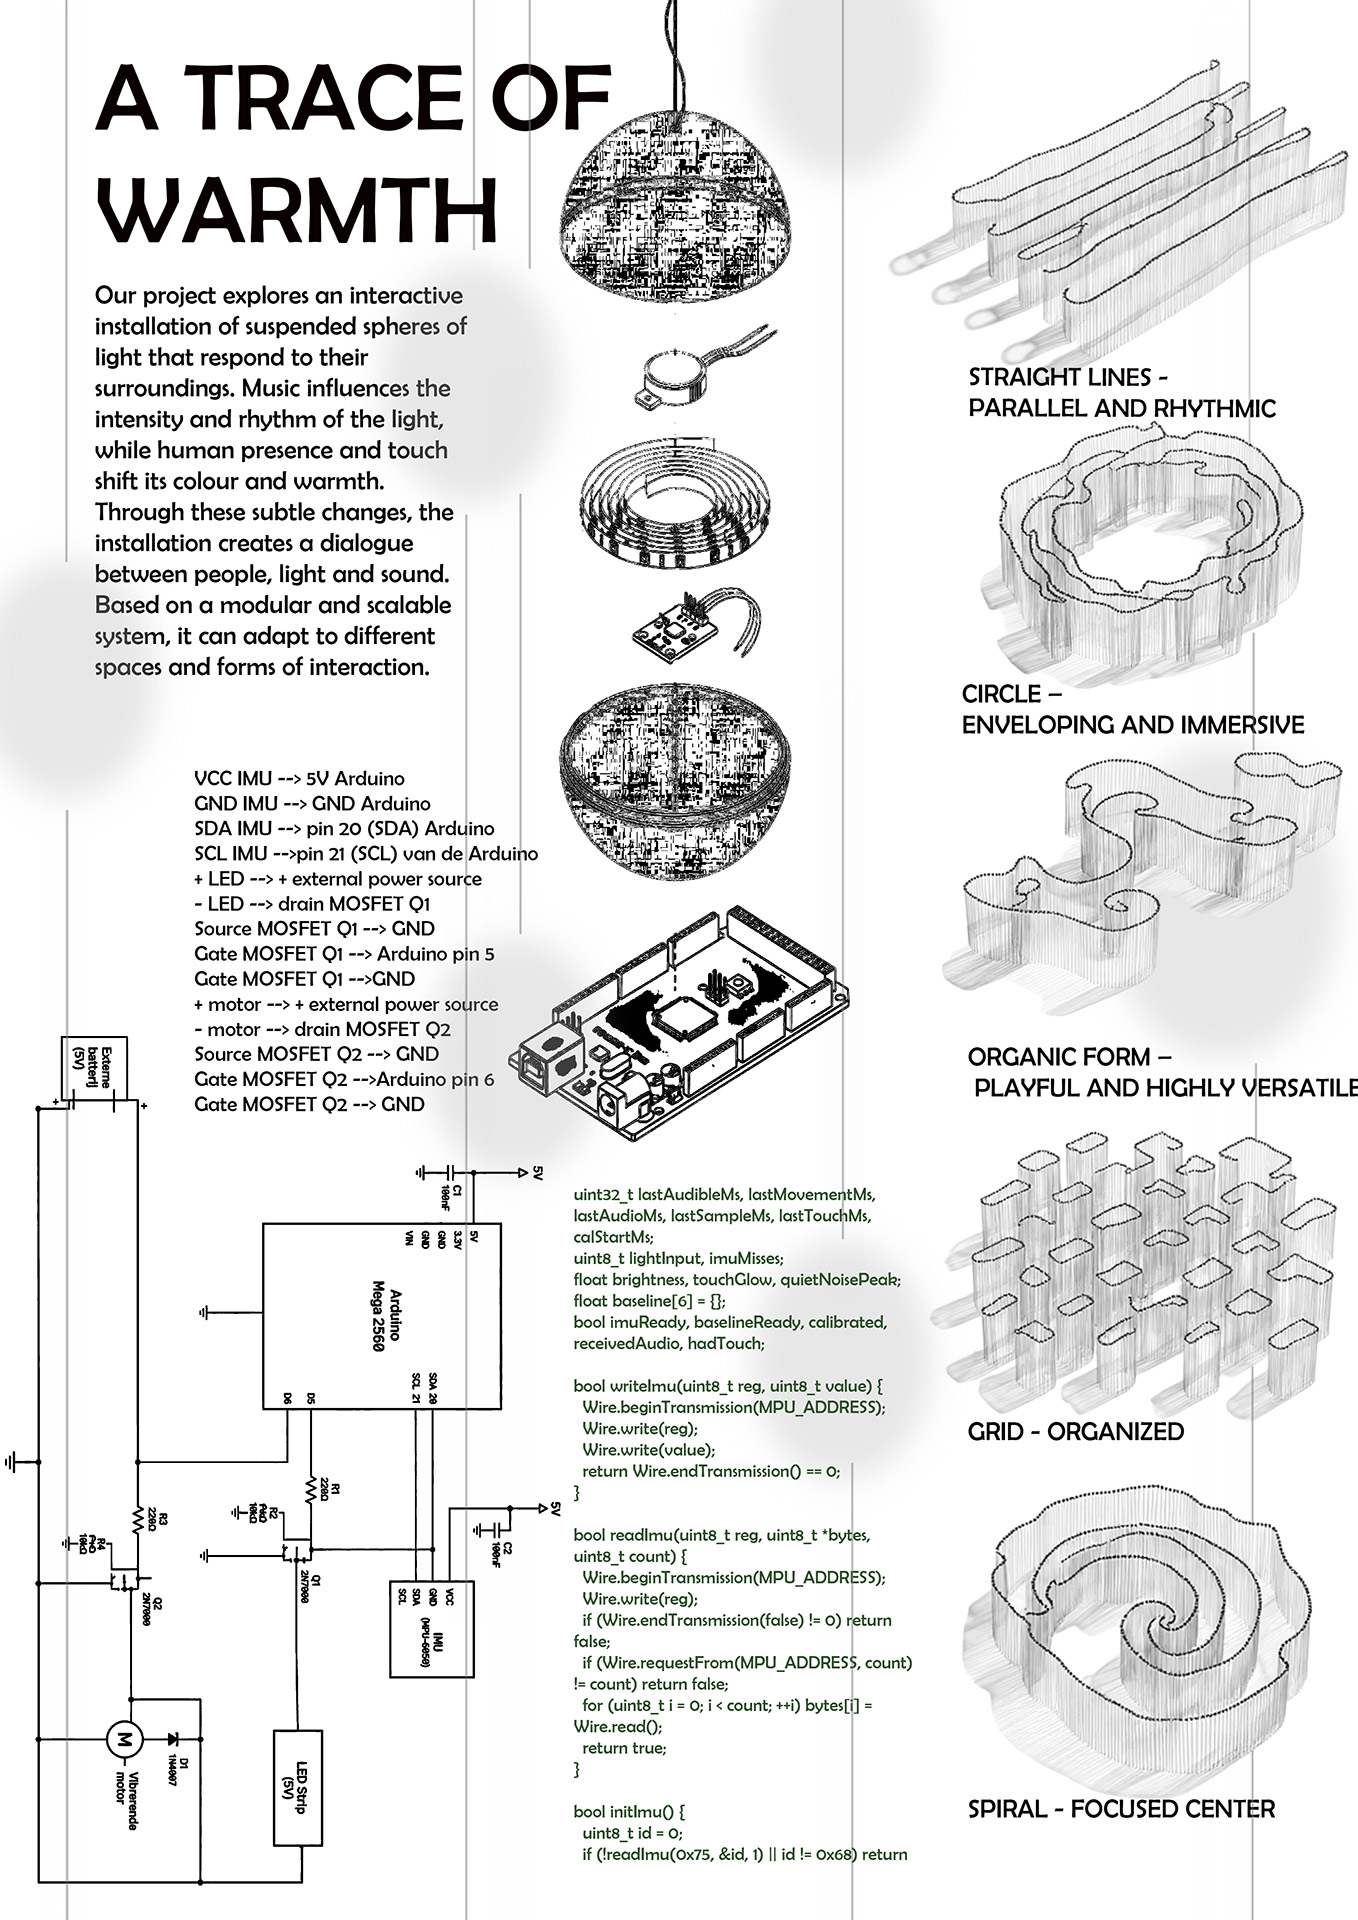 A TRACE OF
WARMTH
Our project explores an interactive
installation of suspended spheres of
light that respond to their
surroundings. Music influences the
intensity and rhythm of the light,
while human presence and touch
shift its colour and warmth.
Through these subtle changes, the
installation creates a dialogue
between people, light and sound.
Based on a modular and scalable
system, it can adapt to different
spaces and forms of interaction.
VCC IMU --> 5V Arduino
GND IMU --> GND Arduino
SDA IMU --> pin 20 (SDA) Arduino
SCL IMU -->pin 21 (SCL) van de Arduino
+ LED --> + external power source
- LED --> drain MOSFET Q1
Source MOSFET Q1 --> GND
Gate MOSFET Q1 --> Arduino pin 5
Gate MOSFET Q1 -->GND
+ motor --> + external power source
- motor --> drain MOSFET Q2
Source MOSFET Q2 --> GND
Gate MOSFET Q2 -->Arduino pin 6
Gate MOSFET Q2 --> GND
Externe
batterij
(5V)
+
+
5V
C1
100nF
5V
3.3V
GND
GND
VIN
Arduino
Mega 2560
SDA 20
SCL 21
D5
D6
R1
220Ω
R2
10kΩ
R3
220Ω
R4
10kΩ
Q1
2N7000
Q2
2N7000
5V
C2
100nF
VCC
GND
SDA
SCL
IMU
(MPU-6050)
M
Vibrerende
motor
D1
1N4007
LED Strip
(5V)
uint32_t lastAudibleMs, lastMovementMs,
lastAudioMs, lastSampleMs, lastTouchMs,
calStartMs;
uint8_t lightInput, imuMisses;
float brightness, touchGlow, quietNoisePeak;
float baseline[6] = {};
bool imuReady, baselineReady, calibrated,
receivedAudio, hadTouch;
bool writeImu(uint8_t reg, uint8_t value) {
Wire.beginTransmission(MPU_ADDRESS);
Wire.write(reg);
Wire.write(value);
return Wire.endTransmission() == 0;
}
bool readImu(uint8_t reg, uint8_t *bytes,
uint8_t count) {
Wire.beginTransmission(MPU_ADDRESS);
Wire.write(reg);
if (Wire.endTransmission(false) != 0) return
false;
if (Wire.requestFrom(MPU_ADDRESS, count)
!= count) return false;
for (uint8_t i = 0; i < count; ++i) bytes[i] =
Wire.read();
return true;
}
bool initImu() {
uint8_t id = 0;
if (!readImu(0x75, &id, 1) || id != 0x68) return
STRAIGHT LINES -
PARALLEL AND RHYTHMIC
CIRCLE –
ENVELOPING AND IMMERSIVE
ORGANIC FORM –
PLAYFUL AND HIGHLY VERSATILE
GRID - ORGANIZED
SPIRAL - FOCUSED CENTER